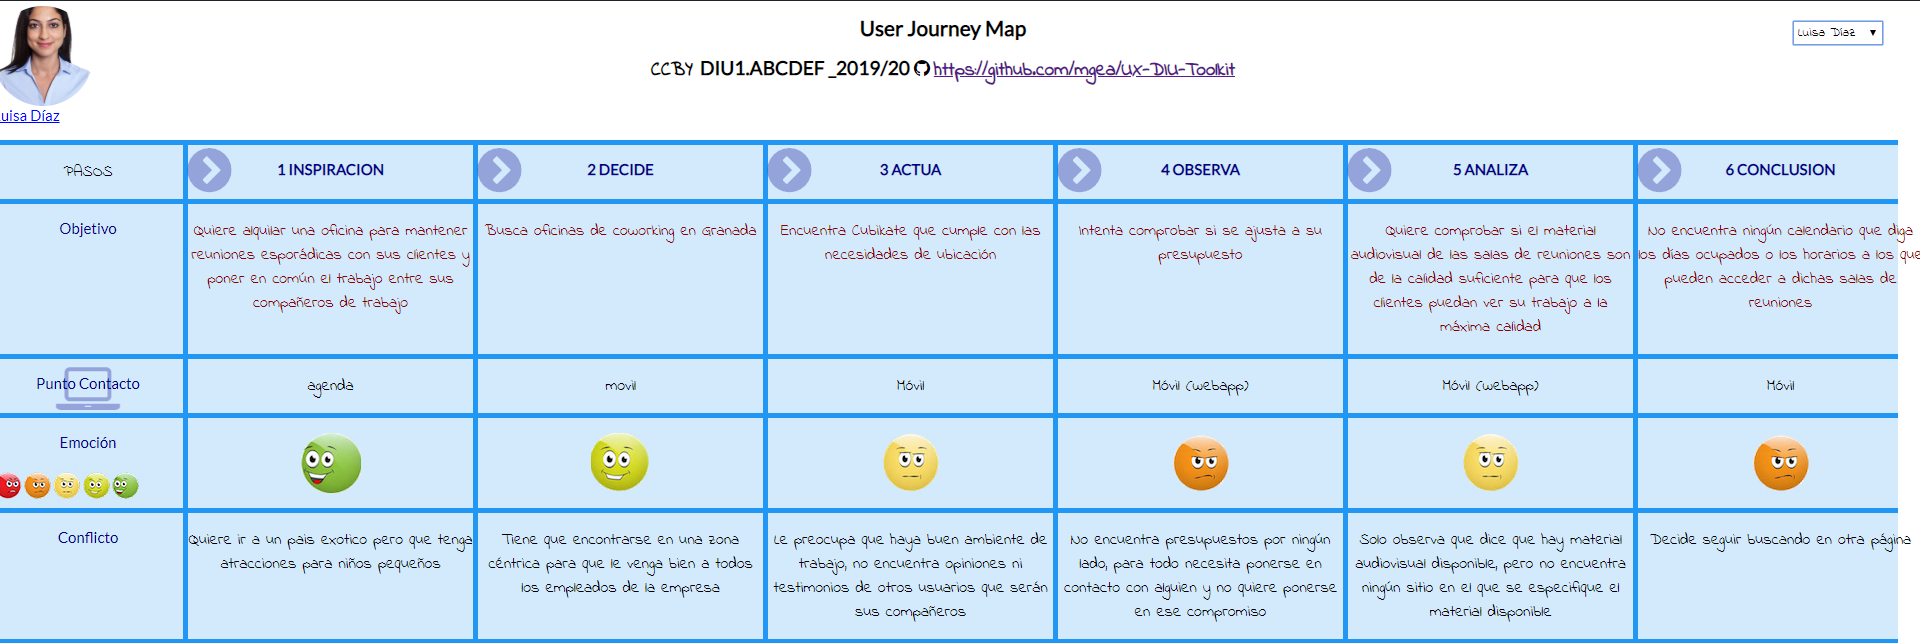 User Journey Map
Luisa Díaz
CCBY DIU1.ABCDEF _2019/20 https://github.com/mgea/UX-DIU-Toolkit
uisa Díaz
PASOS
1 INSPIRACION
2 DECIDE
3 ACTUA
4 OBSERVA
5 ANALIZA
6 CONCLUSION
Objetivo
Quiere alquilar una oficina para mantener
reuniones esporádicas con sus clientes y
poner en común el trabajo entre sus
compañeros de trabajo
Busca oficinas de coworking en Granada
Encuentra Cubikate que cumple con las
necesidades de ubicación
Intenta comprobar si se ajusta a su
presupuesto
Quiere comprobar si el material
audiovisual de las salas de reuniones son
de la calidad suficiente para que los
clientes puedan ver su trabajo a la
máxima calidad
No encuentra ningún calendario que diga
los días ocupados o los horarios a los que
pueden acceder a dichas salas de
reuniones
Punto Contacto
agenda
movil
Móvil
Móvil (webapp)
Móvil (webapp)
Móvil
Emoción
Conflicto
Quiere ir a un pais exotico pero que tenga
atracciones para niños pequeños
Tiene que encontrarse en una zona
céntrica para que le venga bien a todos
los empleados de la empresa
Le preocupa que haya buen ambiente de
trabajo, no encuentra opiniones ni
testimonios de otros usuarios que serán
sus compañeros
No encuentra presupuestos por ningún
lado, para todo necesita ponerse en
contacto con alguien y no quiere ponerse
en ese compromiso
Solo observa que dice que hay material
audiovisual disponible, pero no encuentra
ningún sitio en el que se especifique el
material disponible
Decide seguir buscando en otra página